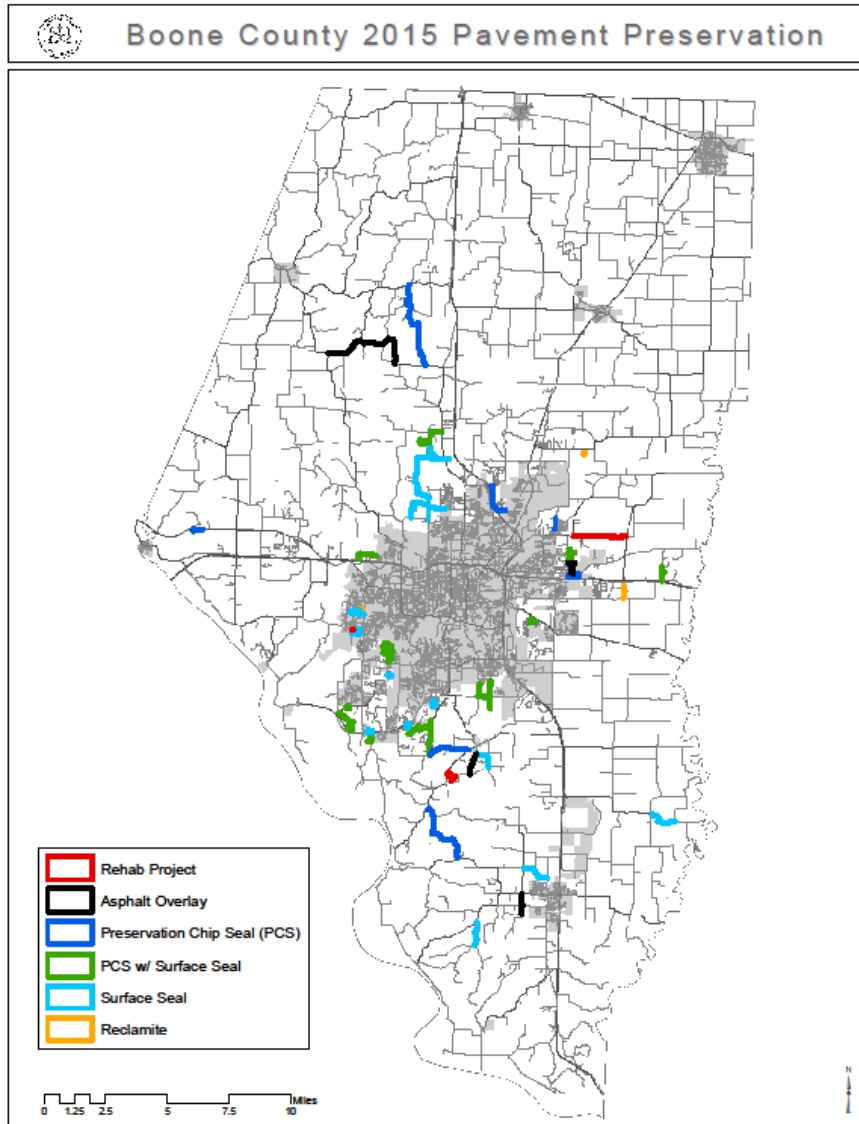 Boone County 2015 Pavement Preservation
Rehab Project
Asphalt Overlay
Preservation Chip Seal (PCS)
PCS w/ Surface Seal
Surface Seal
Reclamite
0 1.25 2.5 5 7.5 10 Miles
N